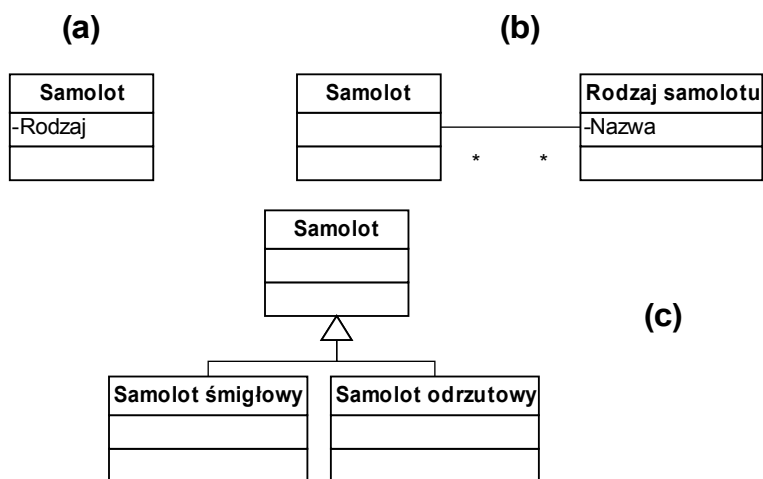 (a)
(b)
Samolot
-Rodzaj
Samolot
Rodzaj samolotu
-Nazwa
* *
Samolot
(c)
Samolot śmigłowy
Samolot odrzutowy